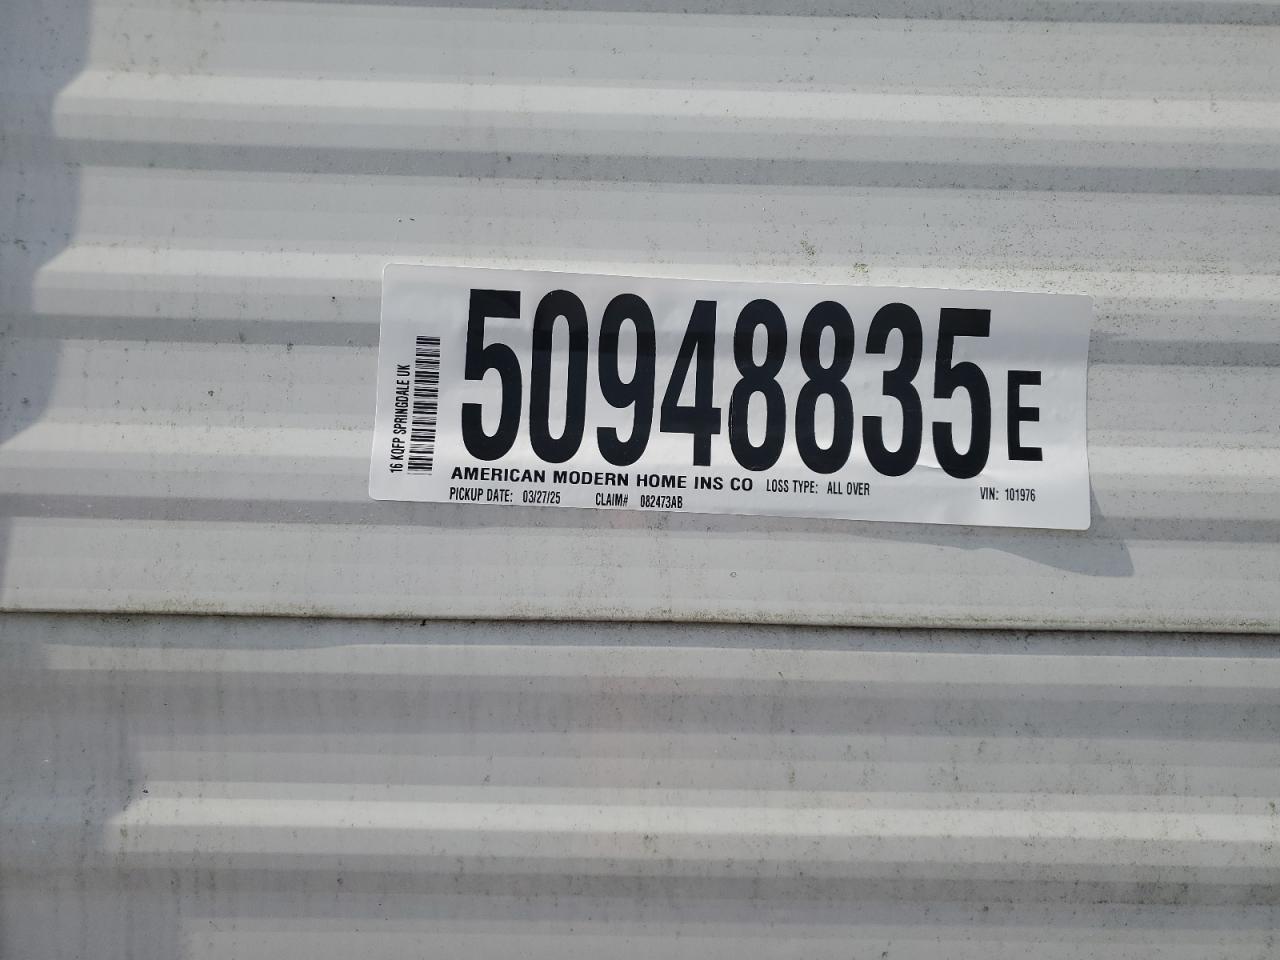 16 KQFP SPRINGDALE UK
50948835 E
AMERICAN MODERN HOME INS CO LOSS TYPE: ALL OVER VIN: 101976
PICKUP DATE: 03/27/25 CLAIM# 082473AB